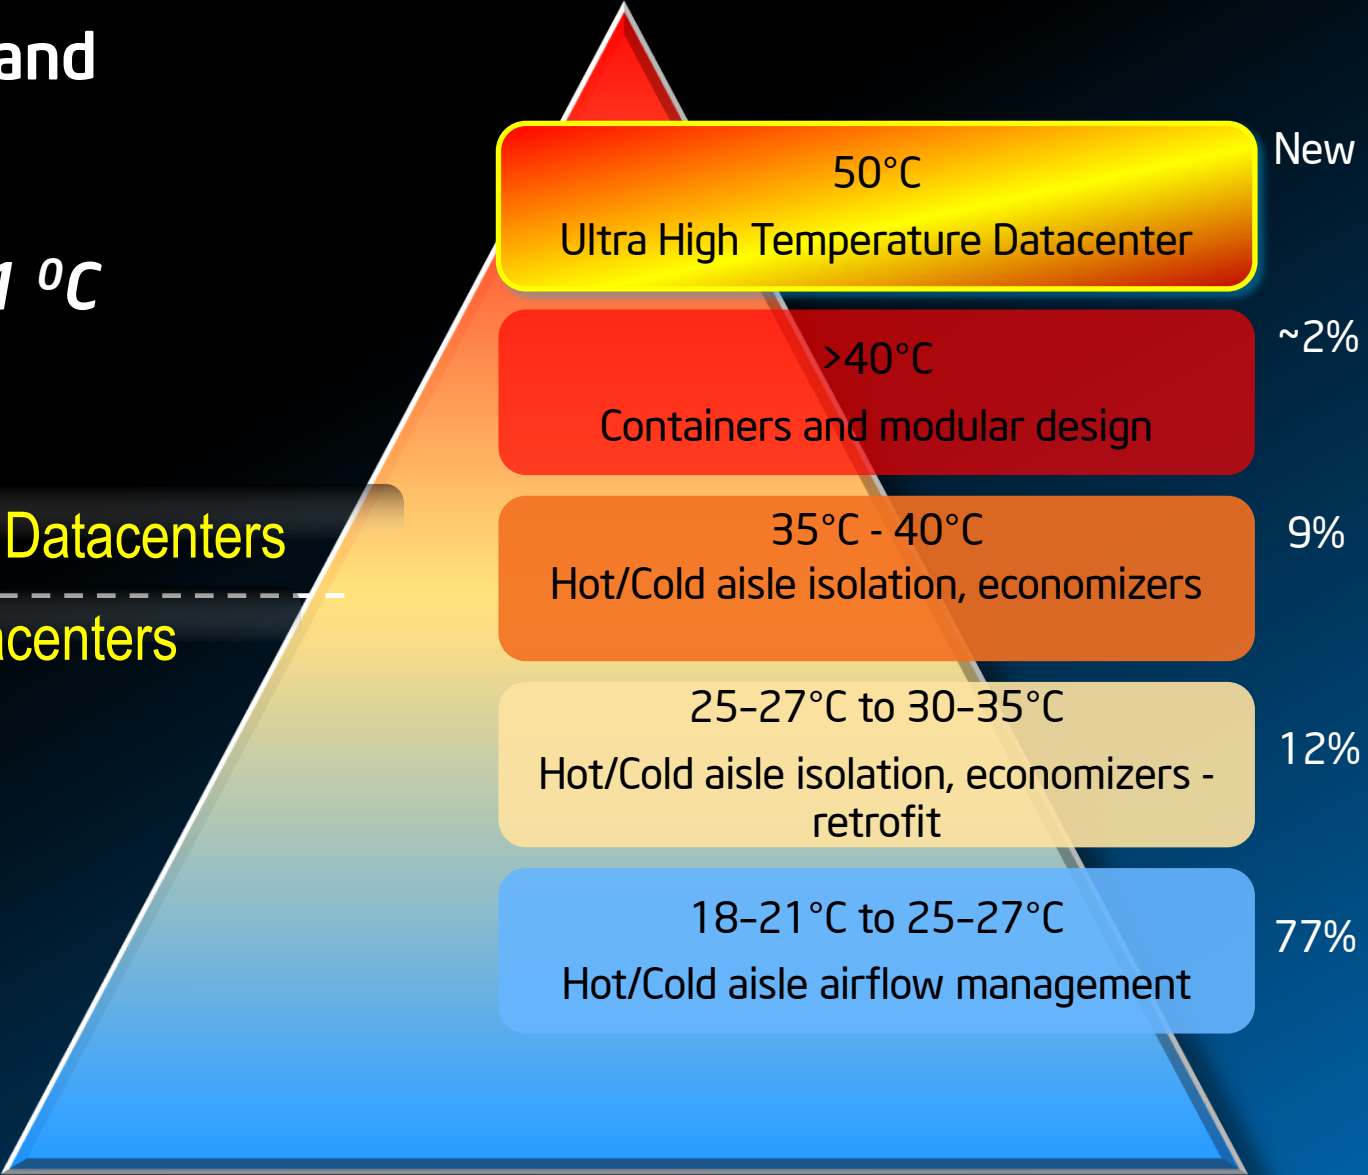 and
⁰C
Datacenters
50°C
Ultra High Temperature Datacenter
New
>40°C
Containers and modular design
~2%
35°C - 40°C
Hot/Cold aisle isolation, economizers
9%
25–27°C to 30–35°C
Hot/Cold aisle isolation, economizers -
retrofit
12%
18–21°C to 25–27°C
Hot/Cold aisle airflow management
77%